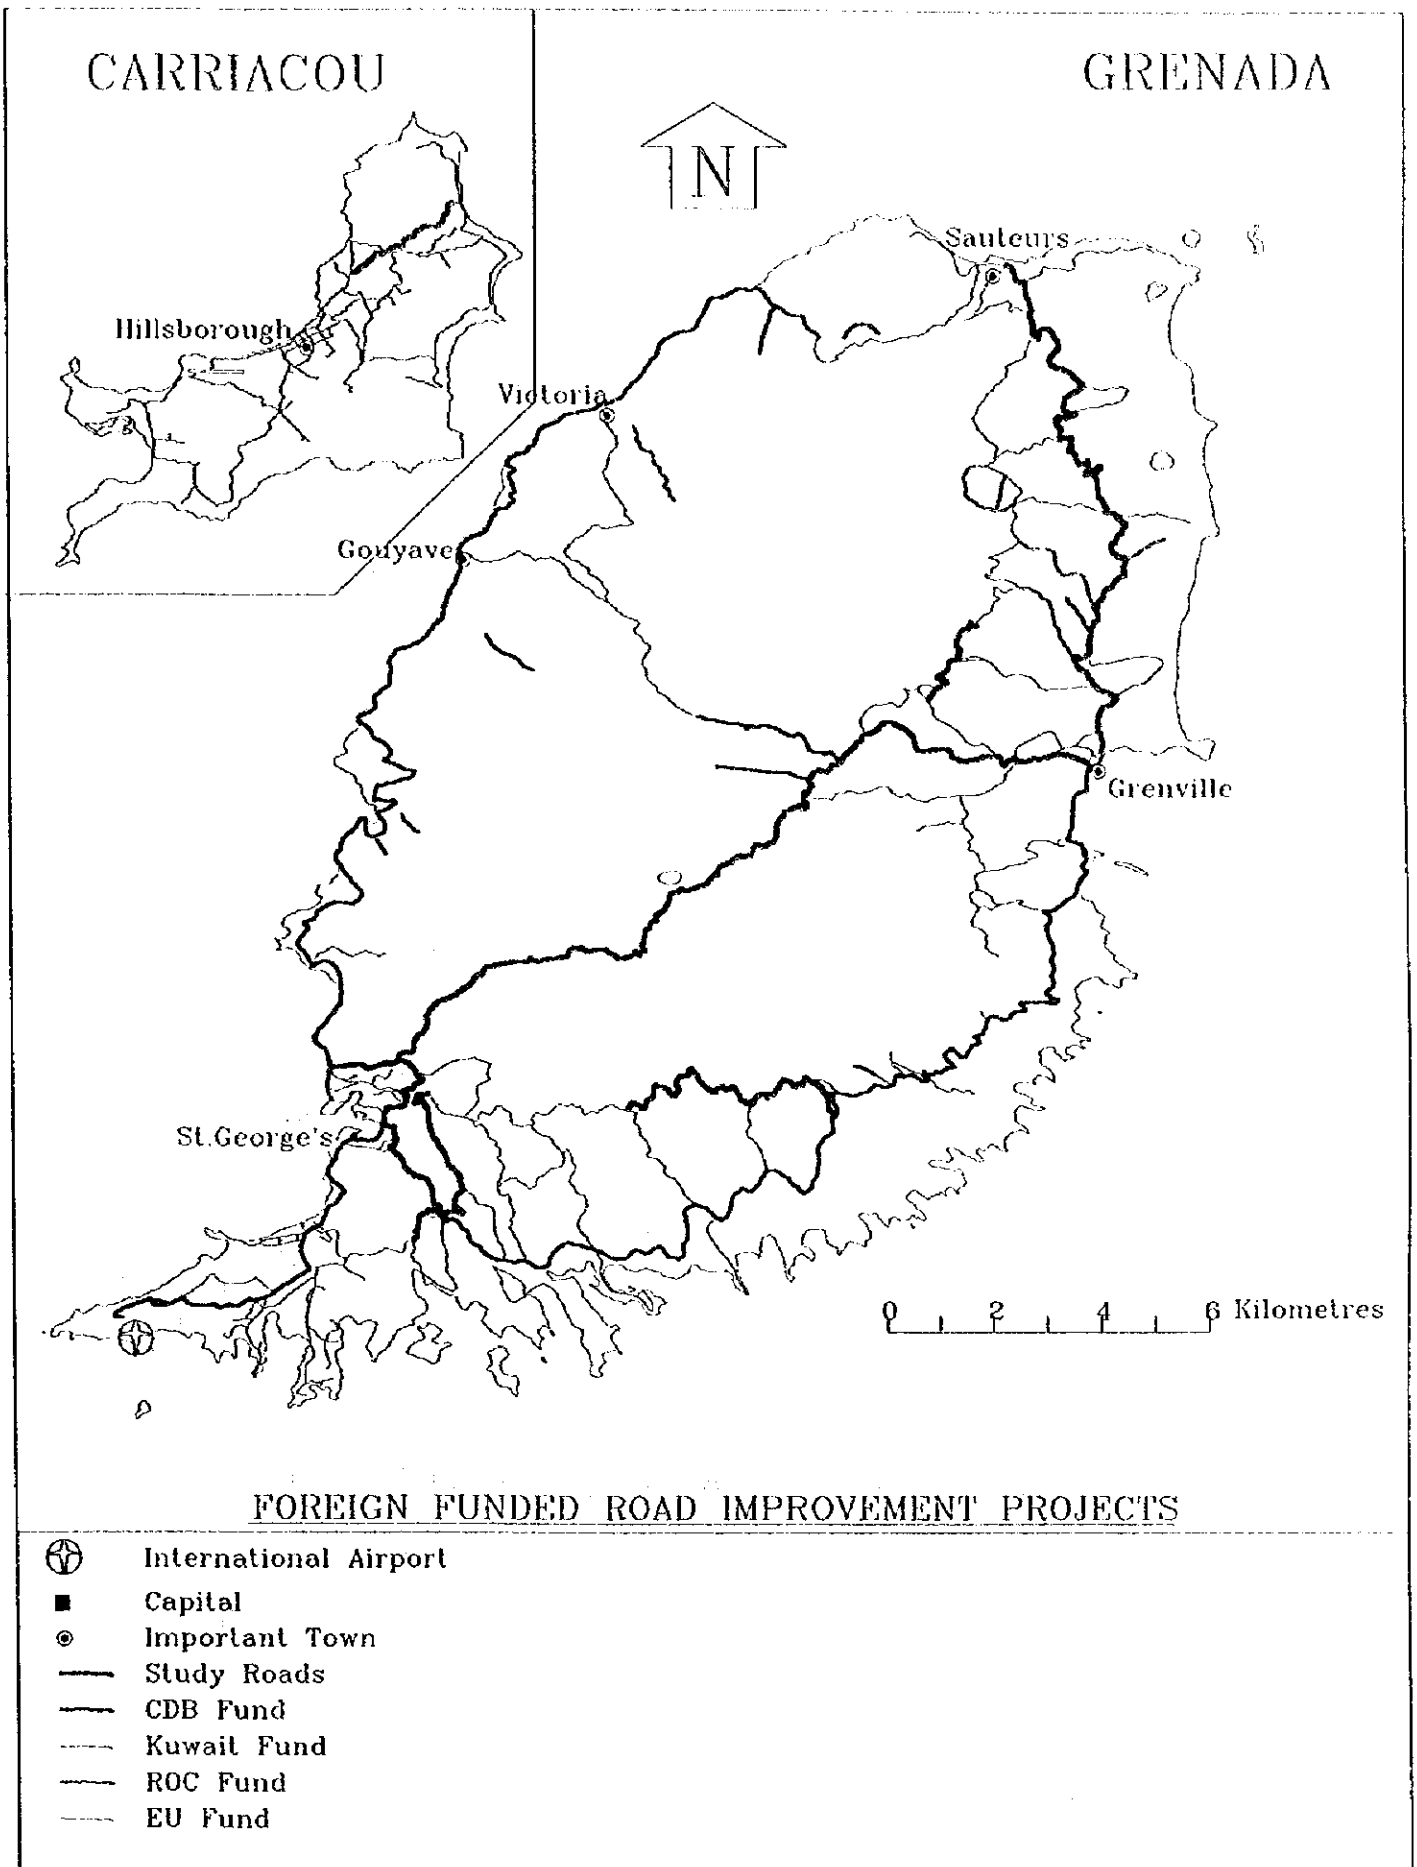 CARRIACOU
GRENADA
N
Sauteurs
Hillsborough
Victoria
Gouyave
Grenville
St.George's
0 2 4 6 Kilometres
FOREIGN FUNDED ROAD IMPROVEMENT PROJECTS
International Airport
Capital
Important Town
Study Roads
CDB Fund
Kuwait Fund
ROC Fund
EU Fund